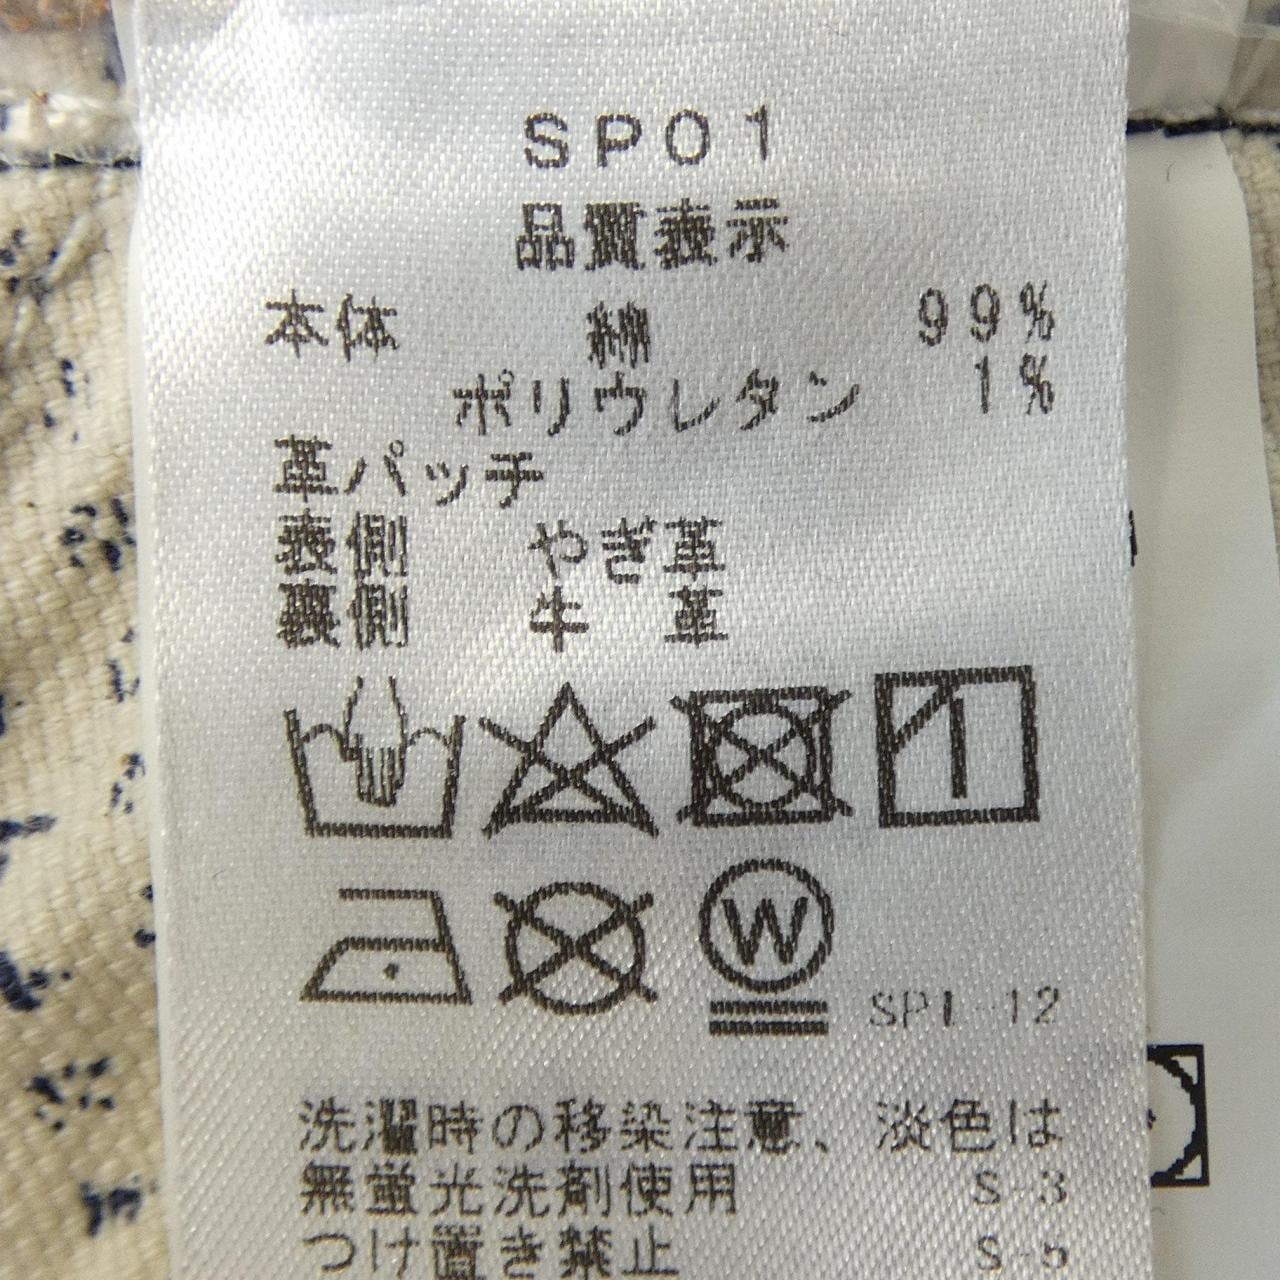 SP01
品質表示
本体 綿 99%
ポリウレタン 1%
革パッチ
表側 やぎ革
裏側 牛 革
W
SP1-12
洗濯時の移染注意、淡色は
無蛍光洗剤使用 S-3
つけ置き禁止 S-5